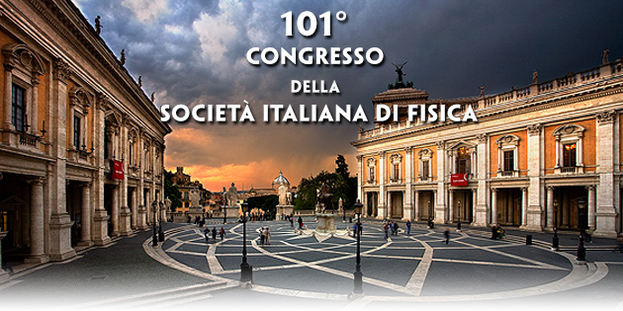 101°
CONGRESSO
DELLA
SOCIETÀ ITALIANA DI FISICA